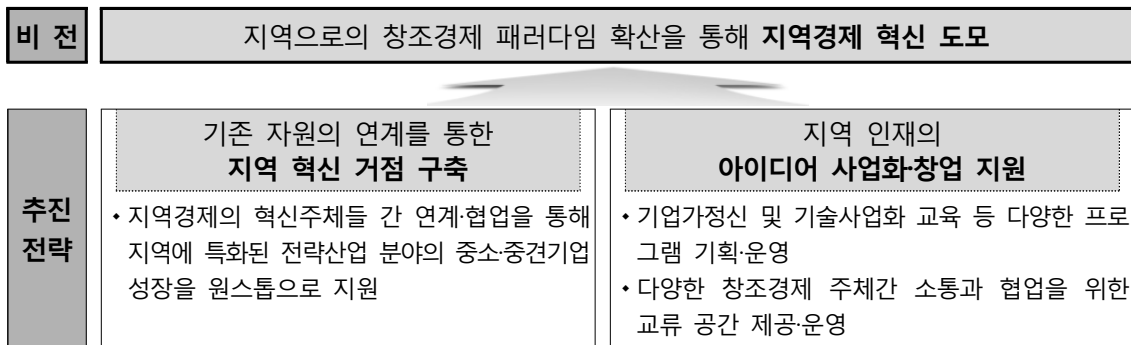 비 전
지역으로의 창조경제 패러다임 확산을 통해 지역경제 혁신 도모
추진
전략
기존 자원의 연계를 통한
지역 혁신 거점 구축
• 지역경제의 혁신주체들 간 연계·협업을 통해
지역에 특화된 전략산업 분야의 중소·중견기업
성장을 원스톱으로 지원
지역 인재의
아이디어 사업화·창업 지원
• 기업가정신 및 기술사업화 교육 등 다양한 프로
그램 기획·운영
• 다양한 창조경제 주체간 소통과 협업을 위한
교류 공간 제공·운영